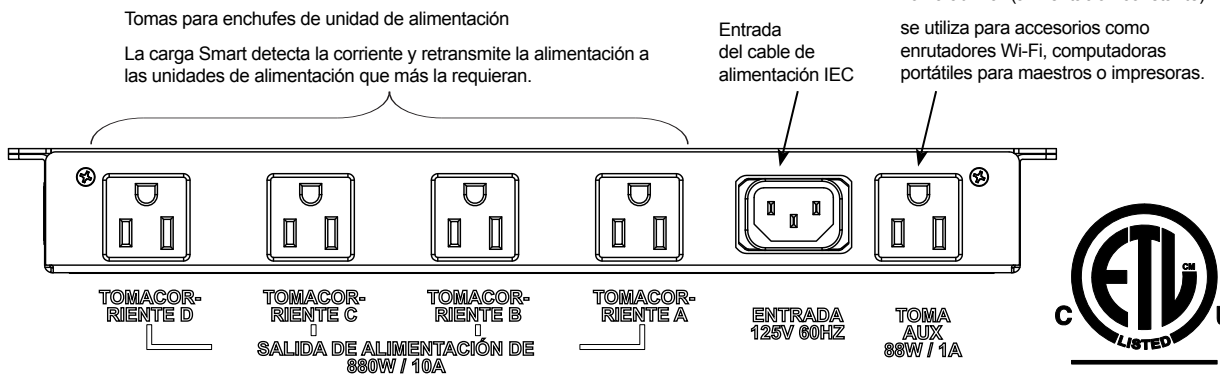 Tomas para enchufes de unidad de alimentación
La carga Smart detecta la corriente y retransmite la alimentación a
las unidades de alimentación que más la requieran.
Entrada
del cable de
alimentación IEC
se utiliza para accesorios como
enrutadores Wi-Fi, computadoras
portátiles para maestros o impresoras.
TOMACOR-
RIENTE D
TOMACOR-
RIENTE C
TOMACOR-
RIENTE B
TOMACOR-
RIENTE A
SALIDA DE ALIMENTACIÓN DE
880W / 10A
ENTRADA
125V 60HZ
TOMA
AUX
88W / 1A
C
ETL
CM
LISTED